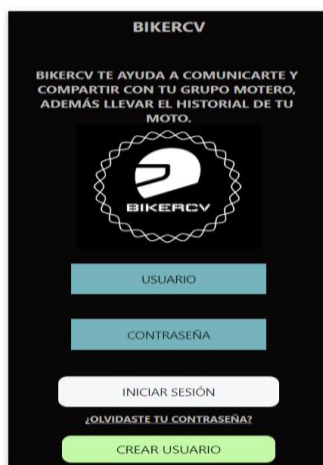 BIKERCV
BIKERCV TE AYUDA A COMUNICARTE Y
COMPARTIR CON TU GRUPO MOTERO,
ADEMÁS LLEVAR EL HISTORIAL DE TU
MOTO.
BIKERCV
USUARIO
CONTRASEÑA
INICIAR SESIÓN
¿OLVIDASTE TU CONTRASEÑA?
CREAR USUARIO